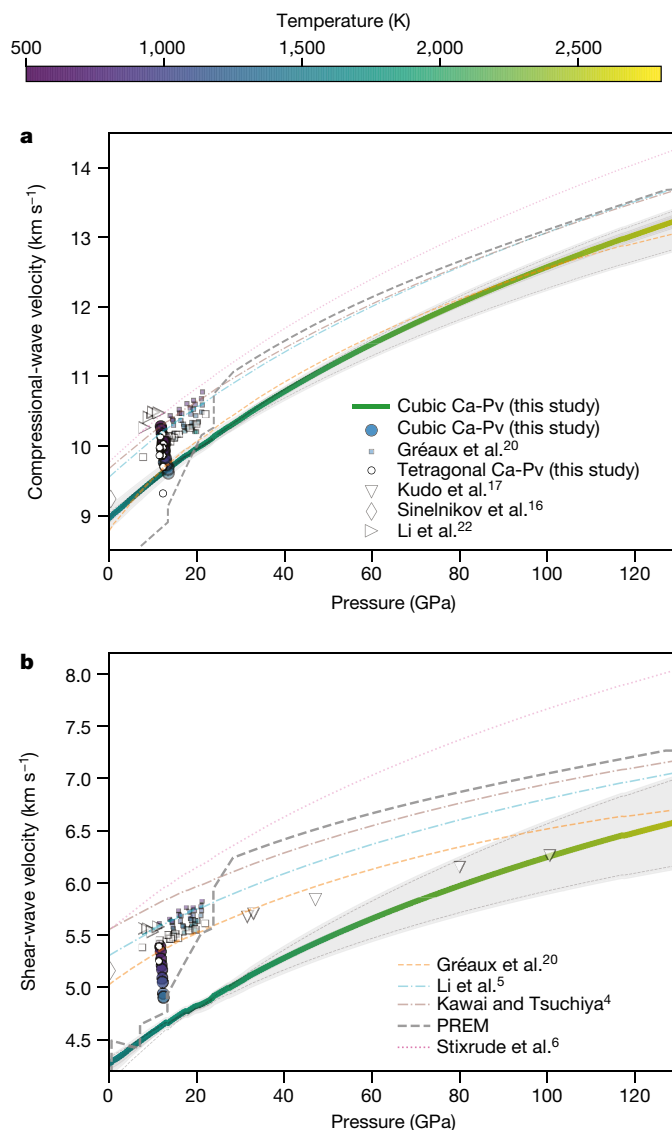 Temperature (K)
500 1,000 1,500 2,000 2,500
a
14
13
12
11
10
9
Compressional-wave velocity (km s⁻¹)
Cubic Ca-Pv (this study)
Cubic Ca-Pv (this study)
Gréaux et al.²⁰
Tetragonal Ca-Pv (this study)
Kudo et al.¹⁷
Sinelnikov et al.¹⁶
Li et al.²²
0 20 40 60 80 100 120
Pressure (GPa)
b
8.0
7.5
7.0
6.5
6.0
5.5
5.0
4.5
Shear-wave velocity (km s⁻¹)
Gréaux et al.²⁰
Li et al.⁵
Kawai and Tsuchiya⁴
PREM
Stixrude et al.⁶
0 20 40 60 80 100 120
Pressure (GPa)